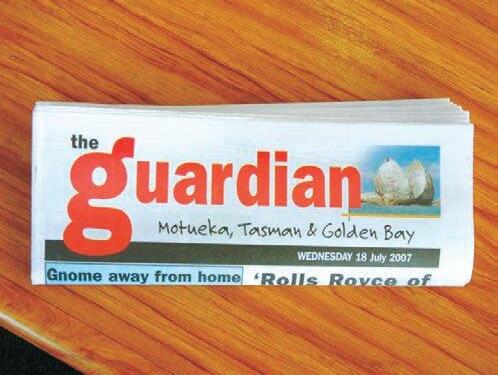 the
guardian
Motueka, Tasman & Golden Bay
WEDNESDAY 18 July 2007
Gnome away from home
'Rolls Royce of